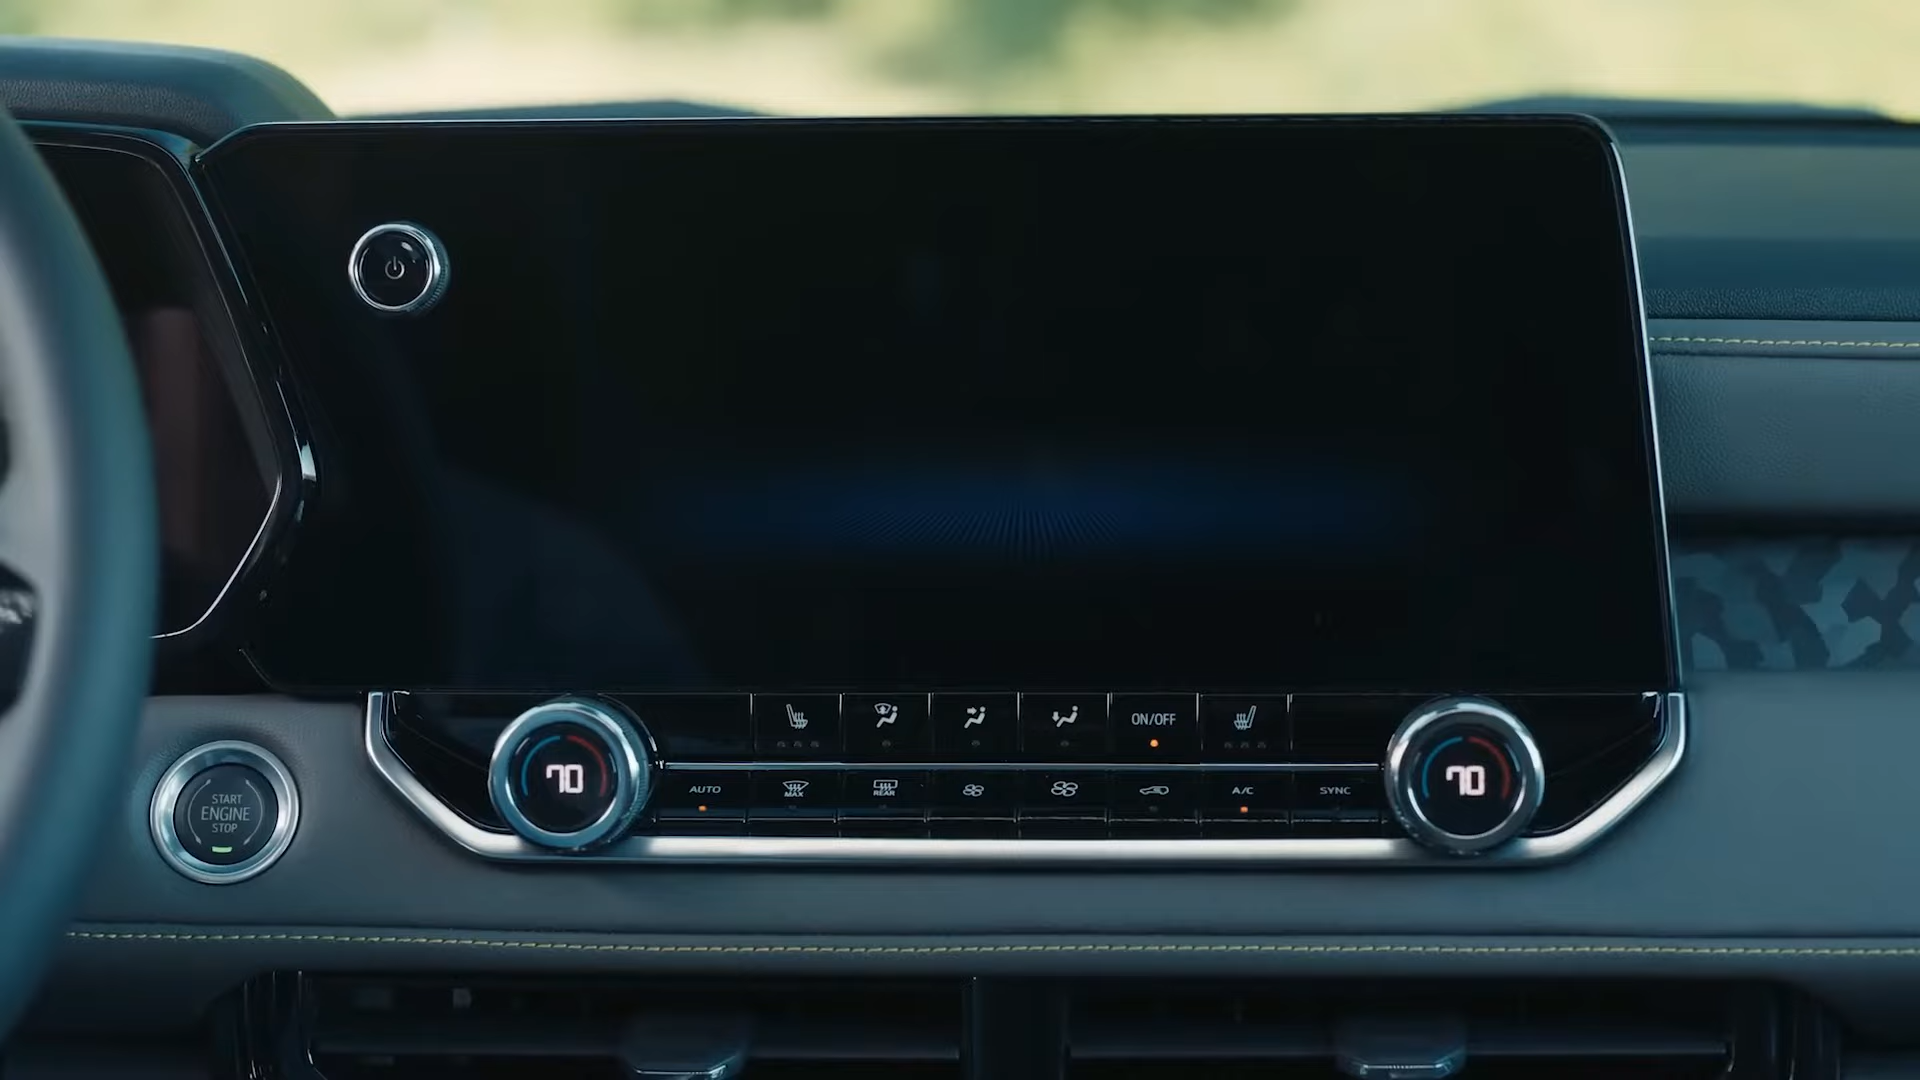 ON/OFF
70
70
AUTO
MAX
REAR
A/C
SYNC
START
ENGINE
STOP